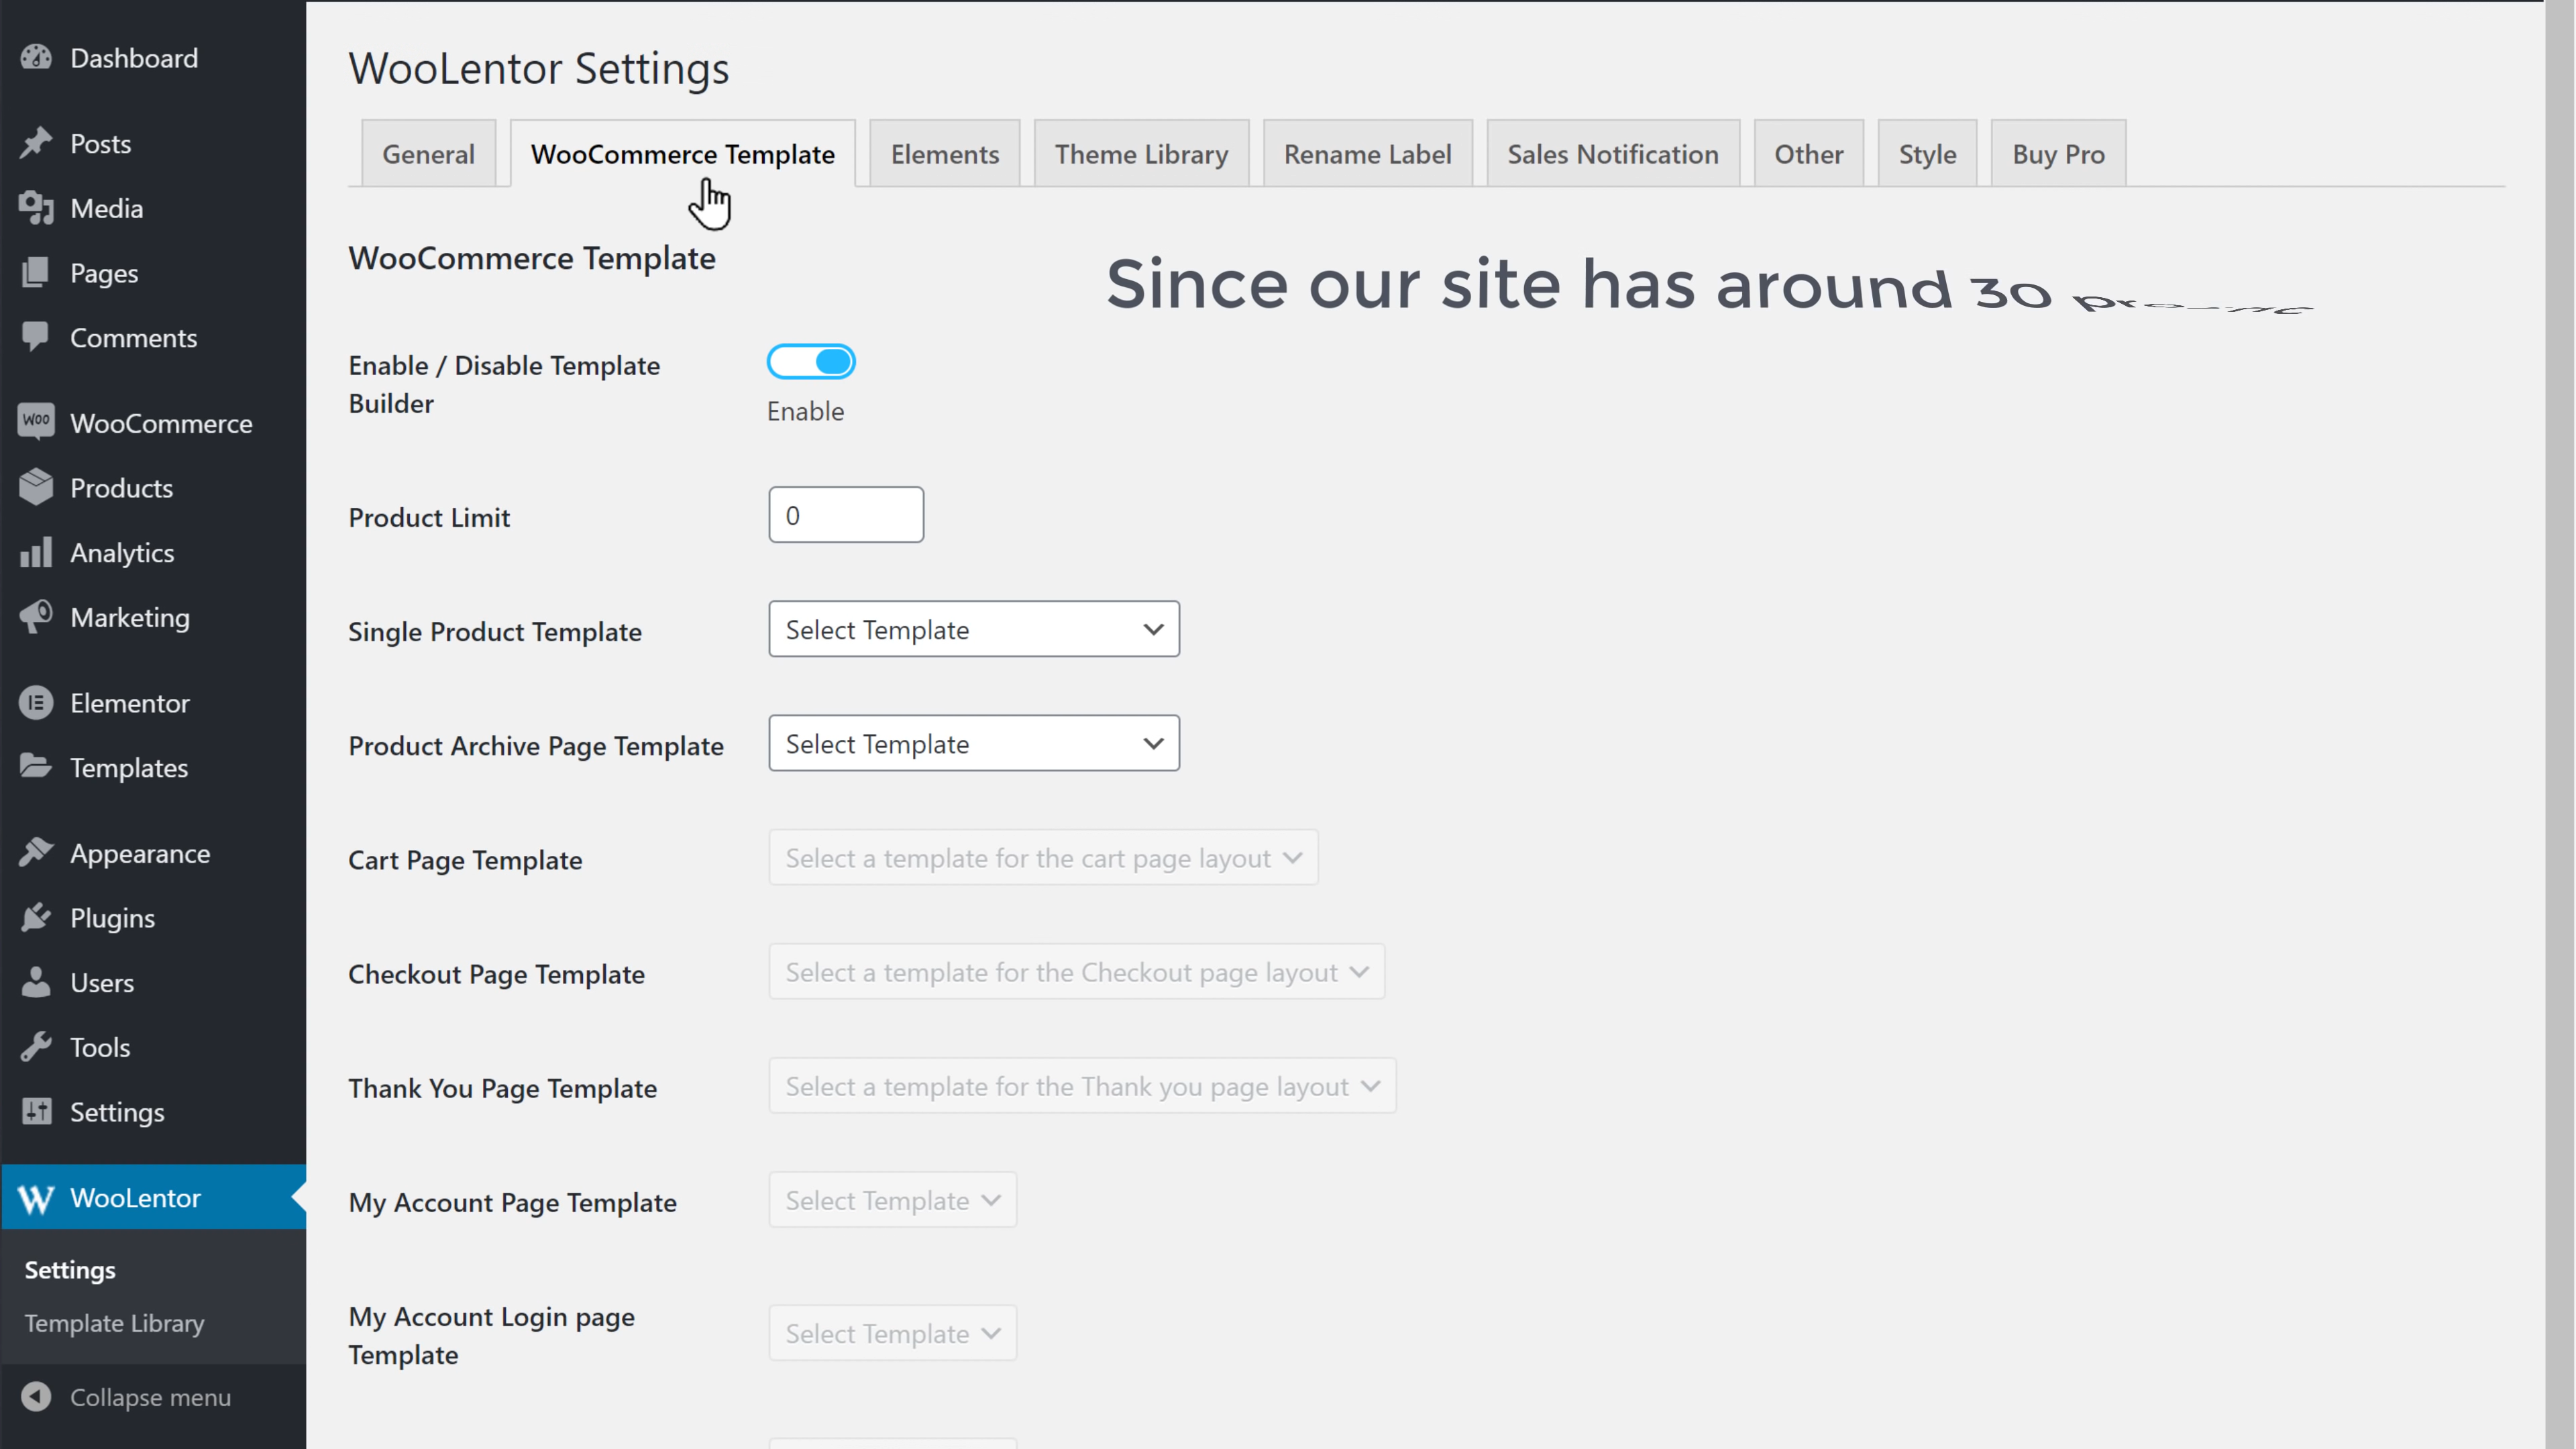 Dashboard
Posts
Media
Pages
Comments
Woo
WooCommerce
Products
Analytics
Marketing
Elementor
Templates
Appearance
Plugins
Users
Tools
Settings
W
WooLentor
Settings
Template Library
Collapse menu
WooLentor Settings
General
WooCommerce Template
Elements
Theme Library
Rename Label
Sales Notification
Other
Style
Buy Pro
WooCommerce Template
Since our site has around 30
Enable / Disable Template
Builder
Enable
Product Limit
0
Single Product Template
Select Template
Product Archive Page Template
Select Template
Cart Page Template
Select a template for the cart page layout
Checkout Page Template
Select a template for the Checkout page layout
Thank You Page Template
Select a template for the Thank you page layout
My Account Page Template
Select Template
My Account Login page
Template
Select Template